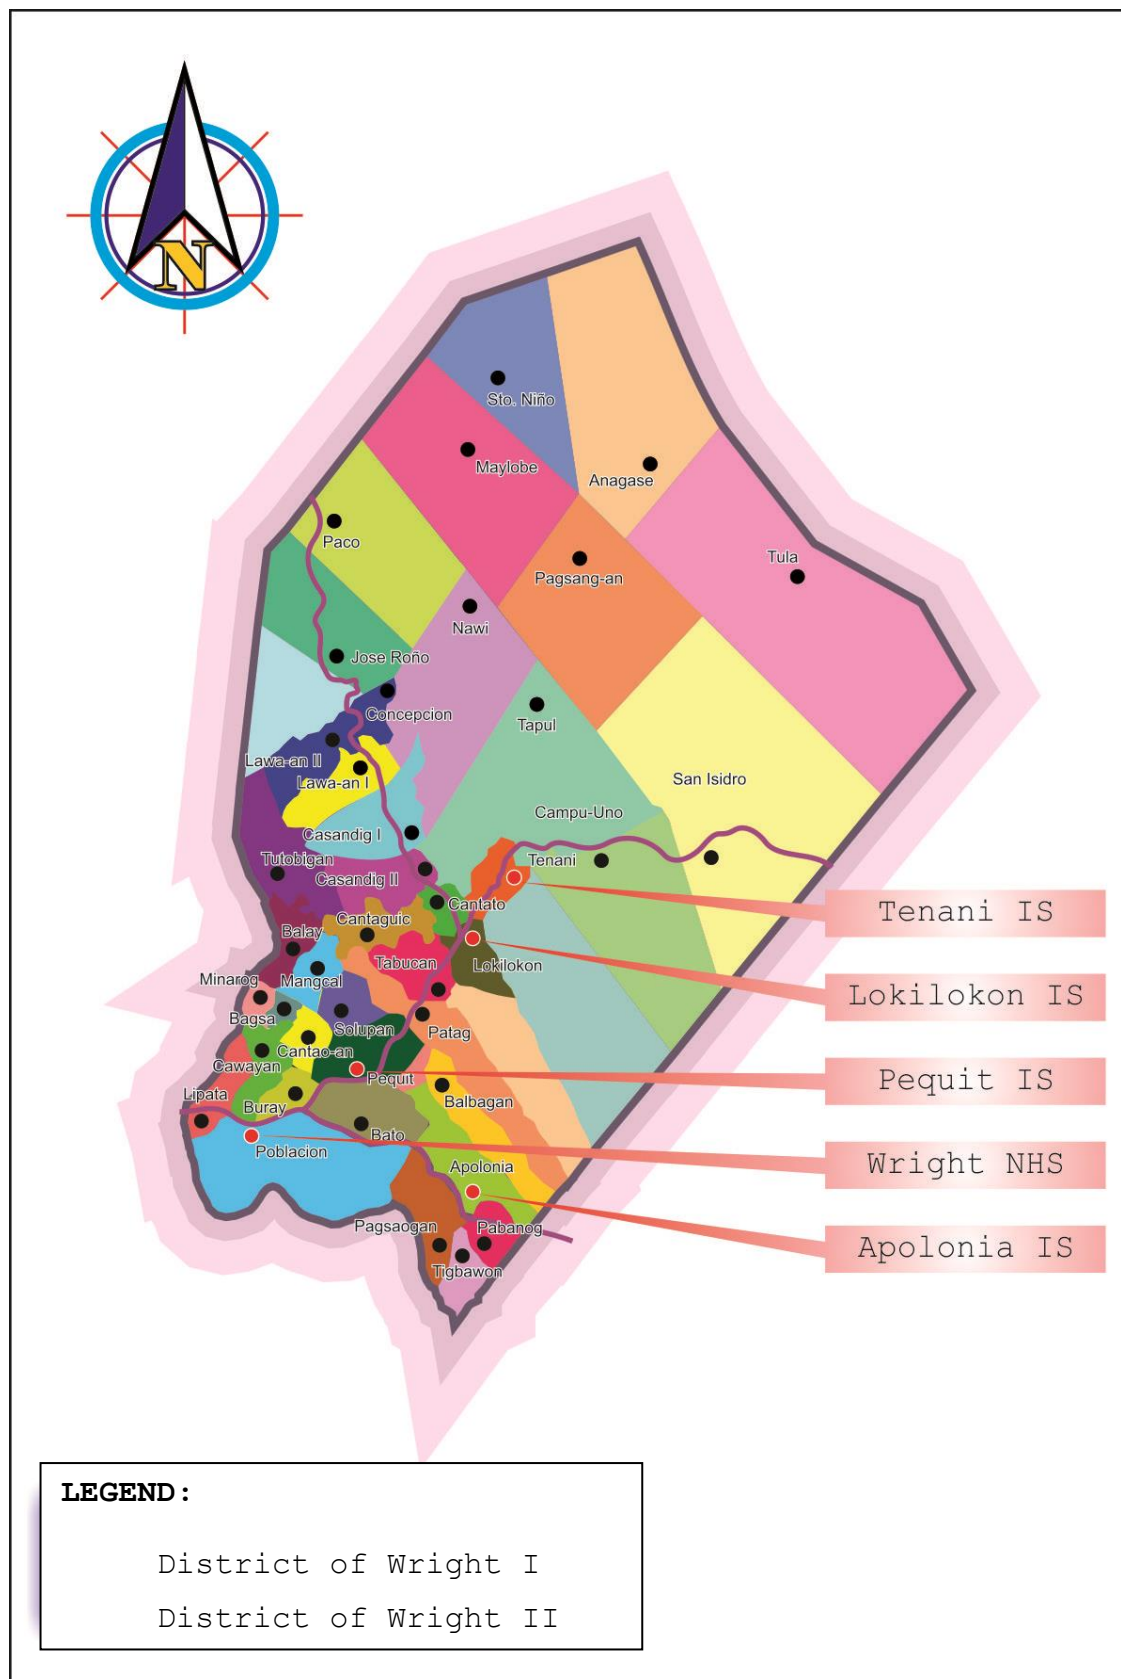 N
Sto. Niño
Maylobe
Anagase
Paco
Tula
Pagsang-an
Nawi
Jose Roño
Concepcion
Tapul
Lawa-an II
Lawa-an I
San Isidro
Campu-Uno
Casandig I
Tutobigan
Casandig II
Tenani
Cantato
Tenani IS
Cantaguic
Balay
Tabucan
Lokilokon
Minarog
Mangcal
Lokilokon IS
Bagsa
Solupan
Patag
Cantao-an
Cawayan
Pequit
Pequit IS
Lipata
Buray
Balbagan
Bato
Poblacion
Wright NHS
Apolonia
Pagsaogan
Pabanog
Apolonia IS
Tigbawon
LEGEND:
District of Wright I
District of Wright II